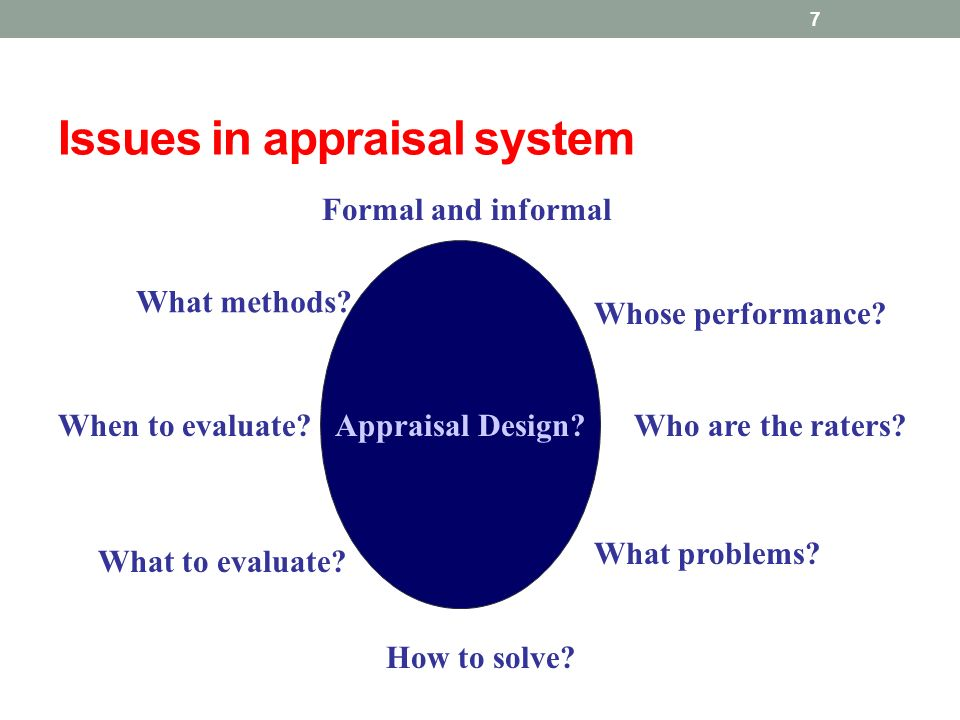 7
Issues in appraisal system
Formal and informal
What methods?
Whose performance?
When to evaluate?
Appraisal Design?
Who are the raters?
What to evaluate?
What problems?
How to solve?